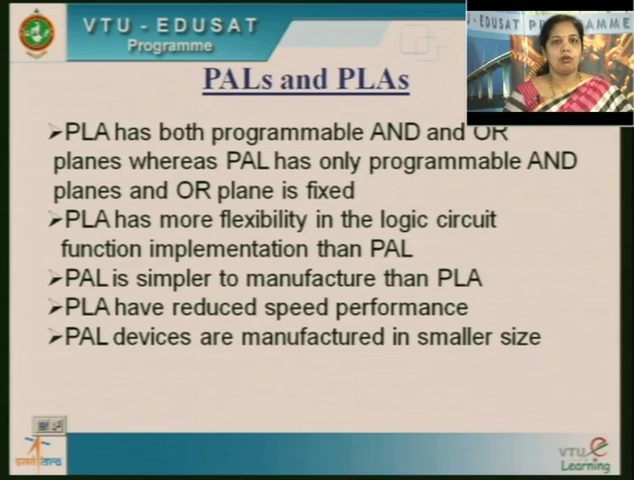 VTU - EDUSAT
Programme
EDUSAT PROGRAMME
PALs and PLAs
➢PLA has both programmable AND and OR
planes whereas PAL has only programmable AND
planes and OR plane is fixed
➢PLA has more flexibility in the logic circuit
function implementation than PAL
➢PAL is simpler to manufacture than PLA
➢PLA have reduced speed performance
➢PAL devices are manufactured in smaller size
VTU e
Learning